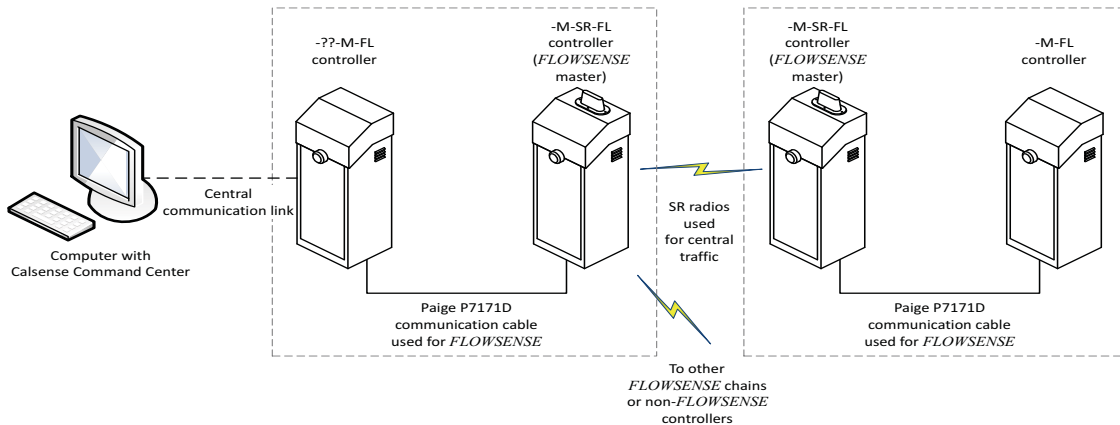 -??-M-FL
controller
-M-SR-FL
controller
(FLOWSENSE
master)
-M-SR-FL
controller
(FLOWSENSE
master)
-M-FL
controller
Central
communication link
SR radios
used
for central
traffic
Computer with
Calsense Command Center
Paige P7171D
communication cable
used for FLOWSENSE
Paige P7171D
communication cable
used for FLOWSENSE
To other
FLOWSENSE chains
or non-FLOWSENSE
controllers